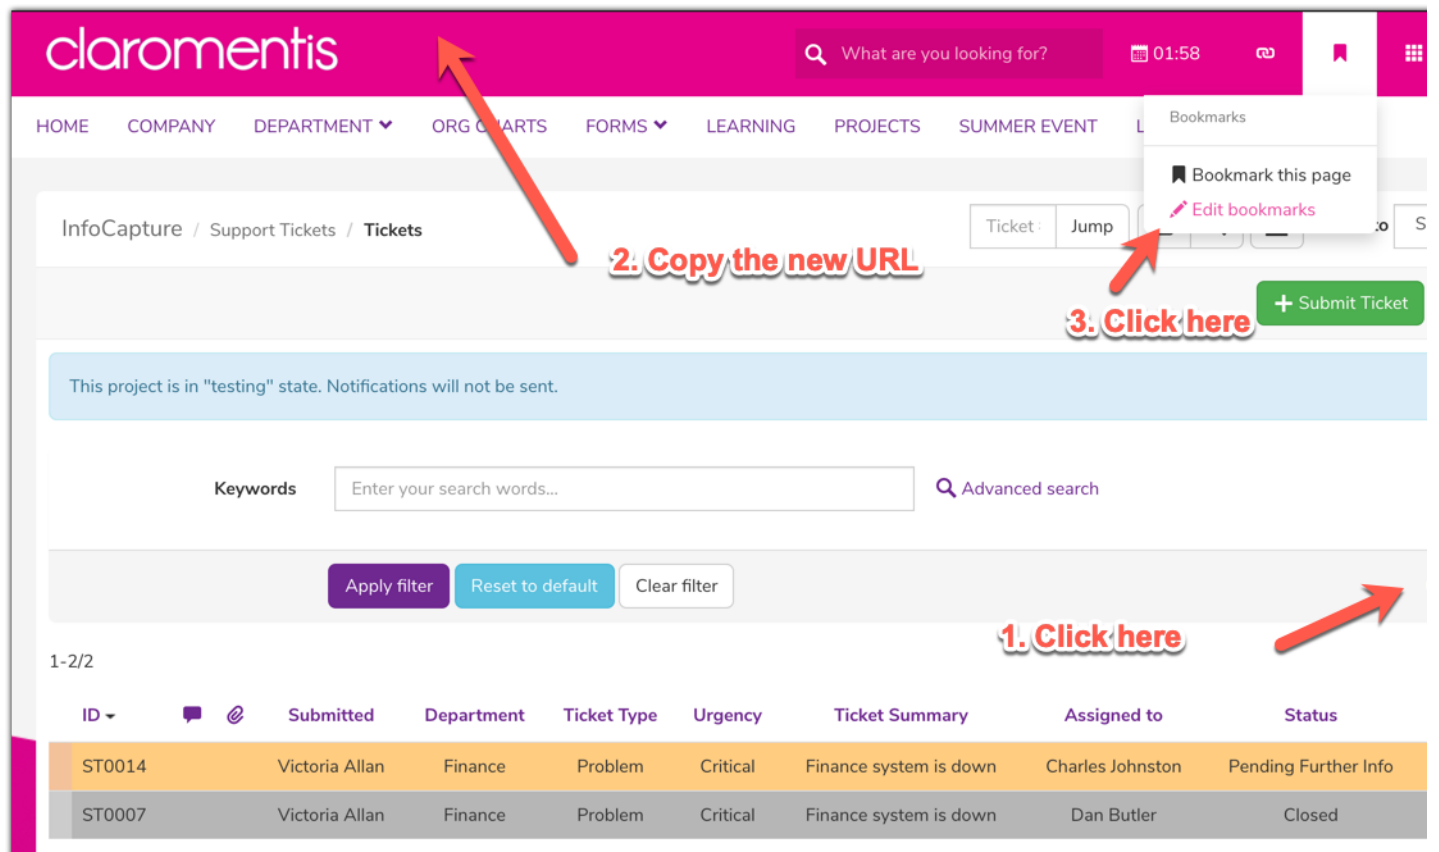 claromentis
What are you looking for?
01:58
HOME COMPANY DEPARTMENT ORG CHARTS FORMS LEARNING PROJECTS SUMMER EVENT L
Bookmarks
Bookmark this page
Edit bookmarks
InfoCapture / Support Tickets / Tickets
Ticket Jump
2. Copy the new URL
3. Click here
+ Submit Ticket
This project is in "testing" state. Notifications will not be sent.
Keywords Enter your search words... Advanced search
Apply filter Reset to default Clear filter
1. Click here
1-2/2
ID Submitted Department Ticket Type Urgency Ticket Summary Assigned to Status
ST0014 Victoria Allan Finance Problem Critical Finance system is down Charles Johnston Pending Further Info
ST0007 Victoria Allan Finance Problem Critical Finance system is down Dan Butler Closed